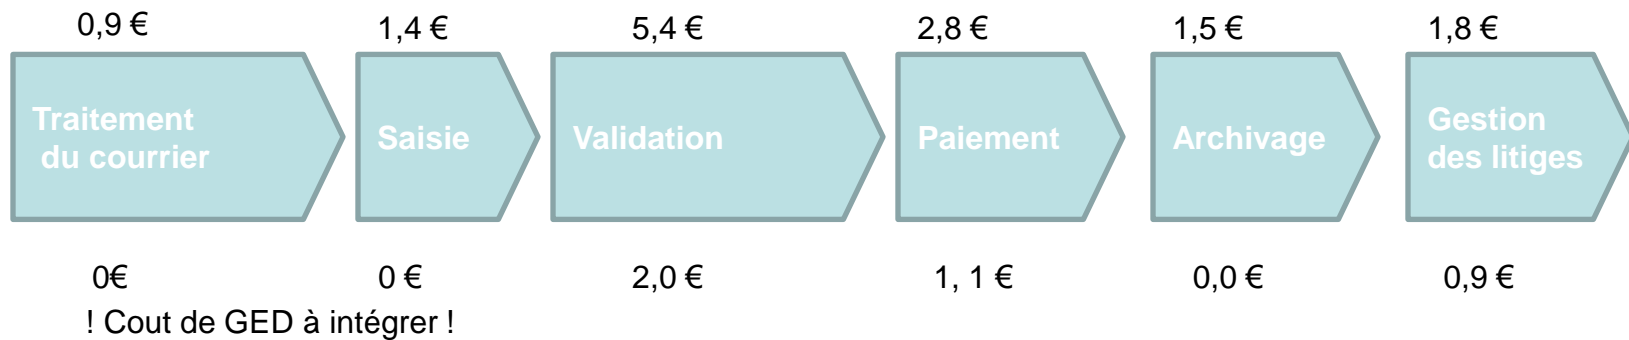 0,9 €
1,4 €
5,4 €
2,8 €
1,5 €
1,8 €
Traitement
du courrier
Saisie
Validation
Paiement
Archivage
Gestion
des litiges
0€
0 €
2,0 €
1, 1 €
0,0 €
0,9 €
! Cout de GED à intégrer !